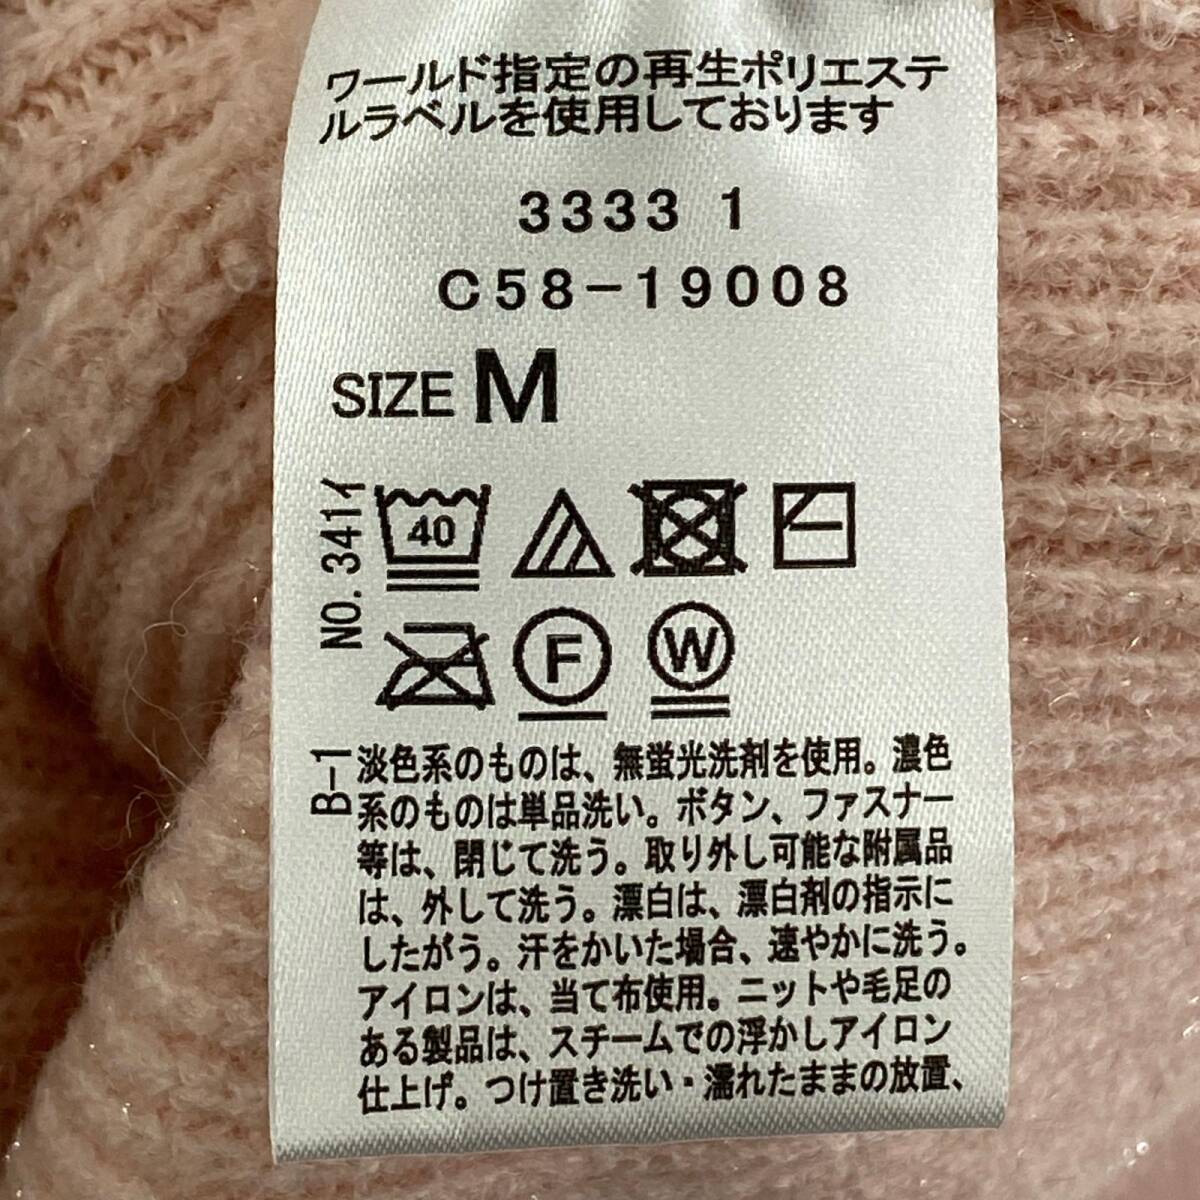 ワールド指定の再生ポリエステ
ルラベルを使用しております
3333 1
C58-19008
SIZE M
NO.341イ
40
F
W
B-1
淡色系のものは、無蛍光洗剤を使用。濃色
系のものは単品洗い。ボタン、ファスナー
等は、閉じて洗う。取り外し可能な附属品
は、外して洗う。漂白は、漂白剤の指示に
したがう。汗をかいた場合、速やかに洗う。
アイロンは、当て布使用。ニットや毛足の
ある製品は、スチームでの浮かしアイロン
仕上げ。つけ置き洗い・濡れたままの放置、